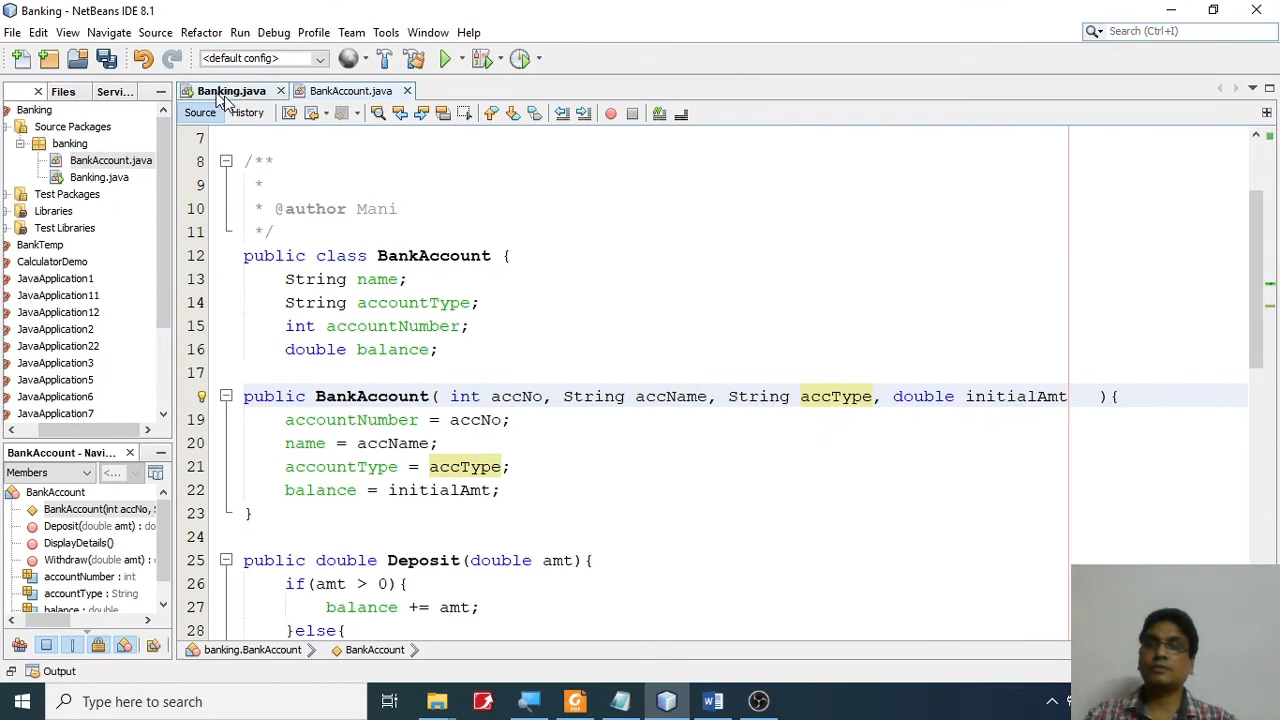 Banking - NetBeans IDE 8.1
File Edit View Navigate Source Refactor Run Debug Profile Team Tools Window Help
Search (Ctrl+I)
<default config>
Files Servi...
Banking.java BankAccount.java
Source History
Banking
Source Packages
banking
BankAccount.java
Banking.java
Test Packages
Libraries
Test Libraries
BankTemp
CalculatorDemo
JavaApplication1
JavaApplication11
JavaApplication12
JavaApplication2
JavaApplication22
JavaApplication3
JavaApplication5
JavaApplication6
JavaApplication7
BankAccount - Navi...
Members <...
BankAccount
BankAccount(int accNo, S
Deposit(double amt) : do
DisplayDetails()
Withdraw(double amt) :
accountNumber : int
accountType : String
balance : double
7
8 /**
9 *
10 * @author Mani
11 */
12 public class BankAccount {
13 String name;
14 String accountType;
15 int accountNumber;
16 double balance;
17
public BankAccount( int accNo, String accName, String accType, double initialAmt ){
19 accountNumber = accNo;
20 name = accName;
21 accountType = accType;
22 balance = initialAmt;
23 }
24
25 public double Deposit(double amt){
26 if(amt > 0){
27 balance += amt;
28 }else{
banking.BankAccount BankAccount
Output
Type here to search